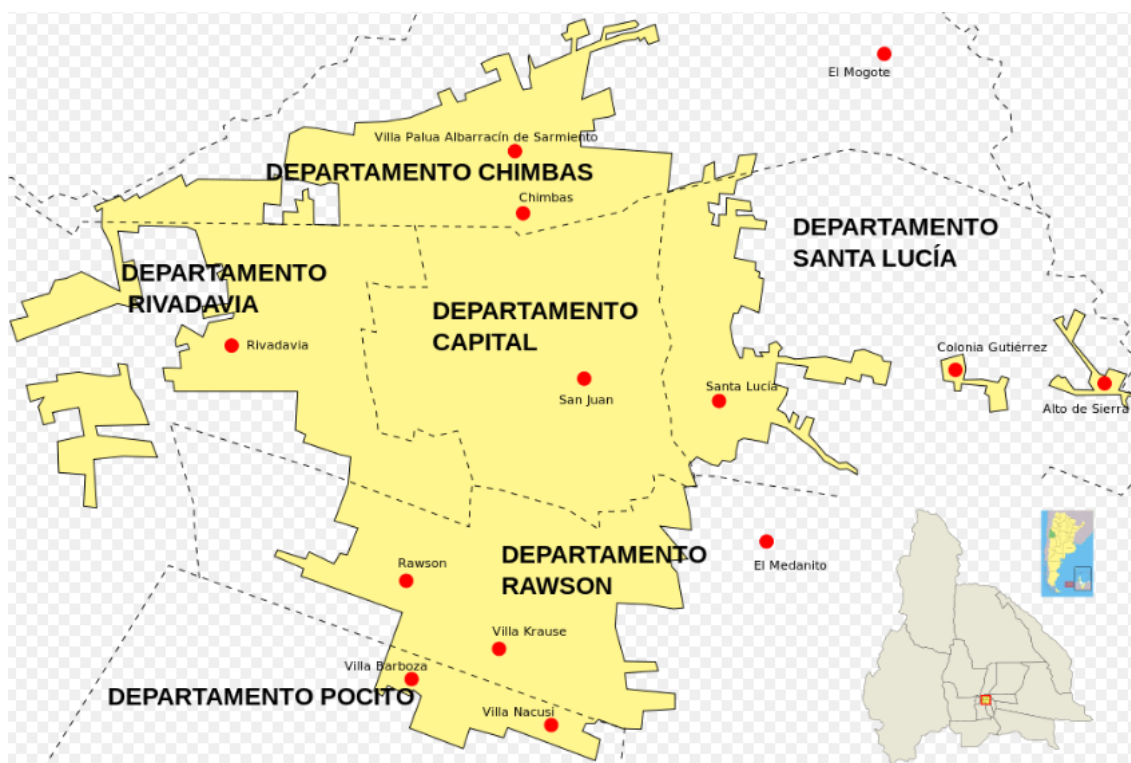 El Mogote
Villa Palua Albarracín de Sarmiento
DEPARTAMENTO CHIMBAS
Chimbas
DEPARTAMENTO
SANTA LUCÍA
DEPARTAMENTO
RIVADAVIA
DEPARTAMENTO
CAPITAL
Rivadavia
Colonia Gutiérrez
Santa Lucía
San Juan
Alto de Sierra
DEPARTAMENTO
RAWSON
Rawson
El Medanito
Villa Krause
Villa Barboza
DEPARTAMENTO POCITO
Villa Nacusi